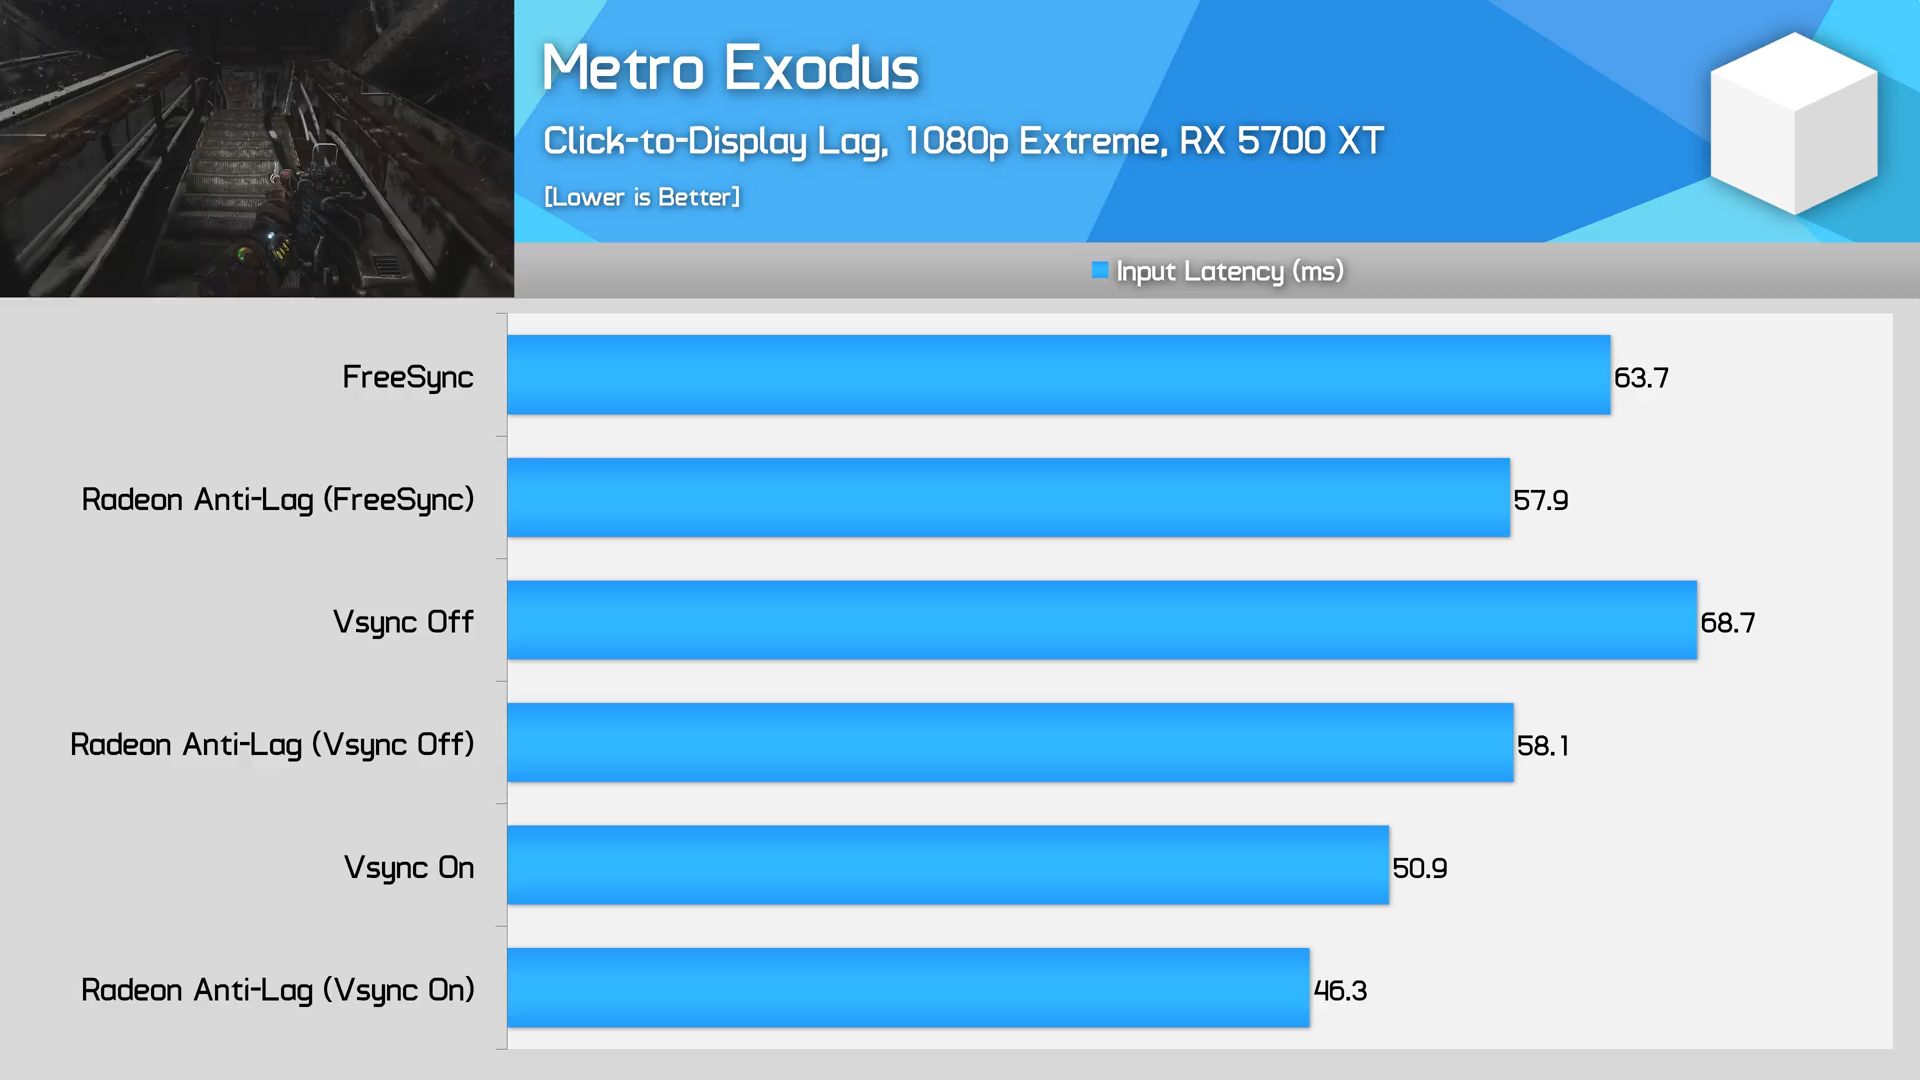 Metro Exodus
Click-to-Display Lag, 1080p Extreme, RX 5700 XT
[Lower is Better]
Input Latency (ms)
FreeSync 63.7
Radeon Anti-Lag (FreeSync) 57.9
Vsync Off 68.7
Radeon Anti-Lag (Vsync Off) 58.1
Vsync On 50.9
Radeon Anti-Lag (Vsync On) 46.3